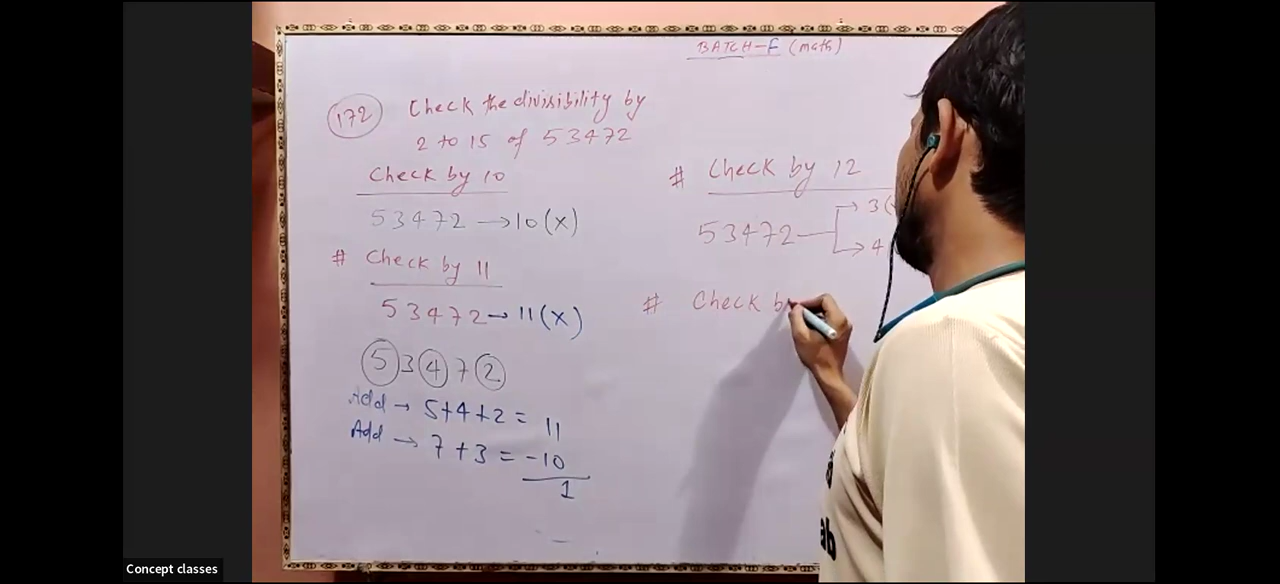 BATCH-F (math)
172 Check the divisibility by
2 to 15 of 53472
Check by 10
53472 → 10 (x)
# Check by 11
53472 → 11 (x)
5 3 4 7 2
Add → 5+4+2 = 11
Add → 7+3 = -10
1
# Check by 12
53472
→ 3(
→ 4
# Check b
Concept classes